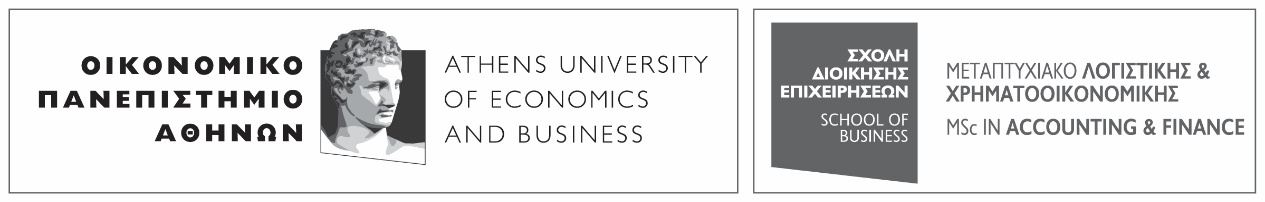 ΟΙΚΟΝΟΜΙΚΟ
ΠΑΝΕΠΙΣΤΗΜΙΟ
ΑΘΗΝΩΝ
ATHENS UNIVERSITY
OF ECONOMICS
AND BUSINESS
ΣΧΟΛΗ
ΔΙΟΙΚΗΣΗΣ
ΕΠΙΧΕΙΡΗΣΕΩΝ
SCHOOL OF
BUSINESS
ΜΕΤΑΠΤΥΧΙΑΚΟ ΛΟΓΙΣΤΙΚΗΣ &
ΧΡΗΜΑΤΟΟΙΚΟΝΟΜΙΚΗΣ
MSc IN ACCOUNTING & FINANCE